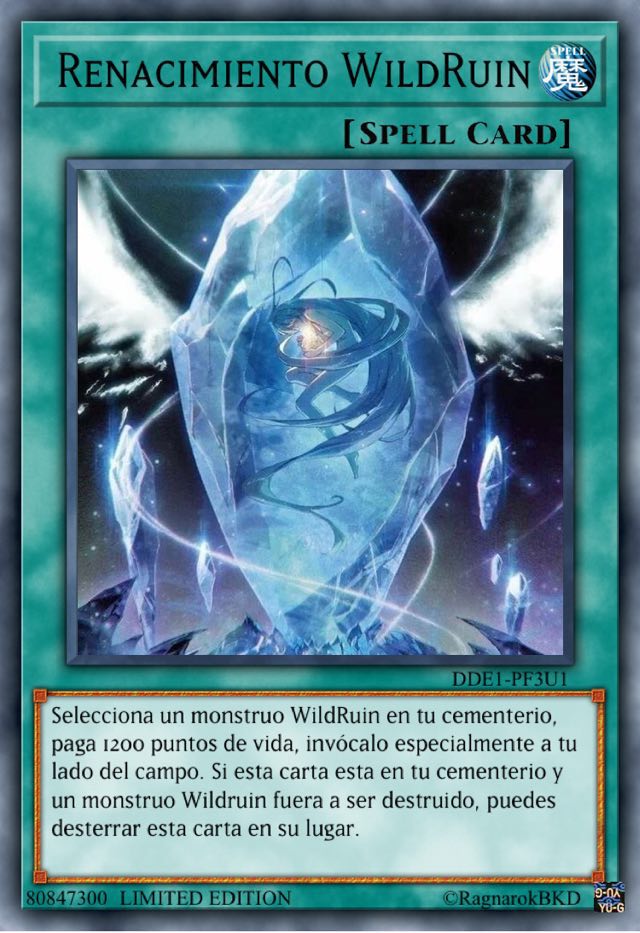 Renacimiento WildRuin
SPELL
魔
[Spell Card]
DDE1-PF3U1
Selecciona un monstruo WildRuin en tu cementerio,
paga 1200 puntos de vida, invócalo especialmente a tu
lado del campo. Si esta carta esta en tu cementerio y
un monstruo Wildruin fuera a ser destruido, puedes
desterrar esta carta en su lugar.
80847300 LIMITED EDITION
©RagnarokBKD
YU-G